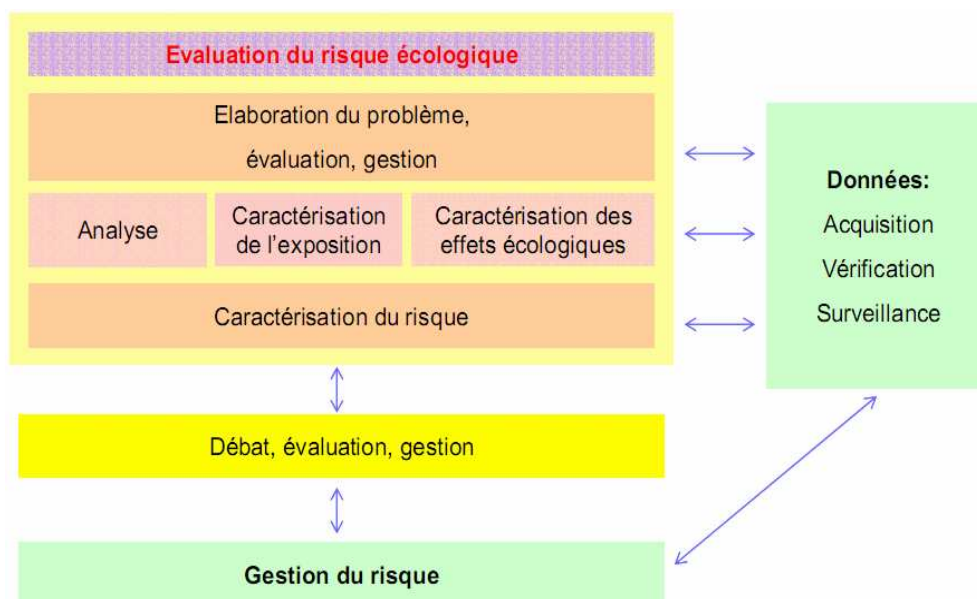 Evaluation du risque écologique
Elaboration du problème,
évaluation, gestion
Analyse
Caractérisation
de l'exposition
Caractérisation des
effets écologiques
Caractérisation du risque
Données:
Acquisition
Vérification
Surveillance
Débat, évaluation, gestion
Gestion du risque